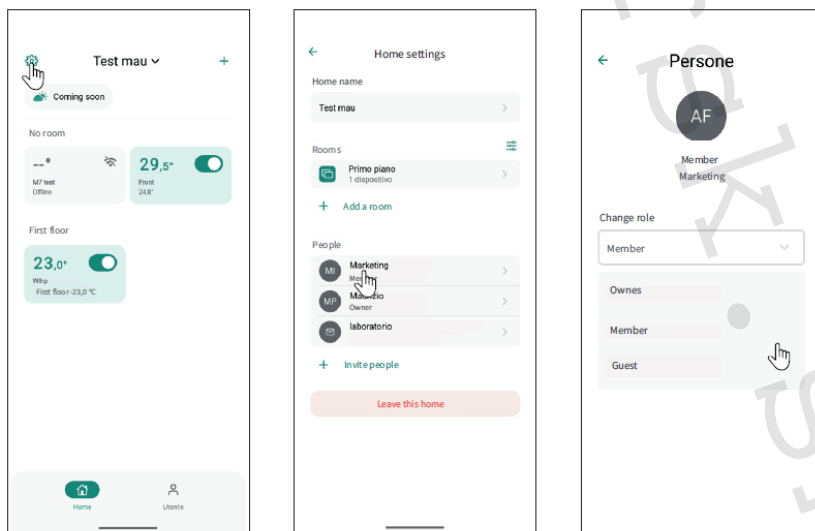 Test mau
+
Coming soon
No room
--°
M7 test
Offline
29,5°
Front
24.8°
First floor
23,0°
Whp
First floor-23,0 °C
Home
Utente
Home settings
Home name
Test mau
Rooms
Primo piano
1 dispositivo
+ Add a room
People
MI
Marketing
MP
Owner
laboratorio
+ Invite people
Leave this home
Persone
AF
Member
Marketing
Change role
Member
Ownes
Member
Guest